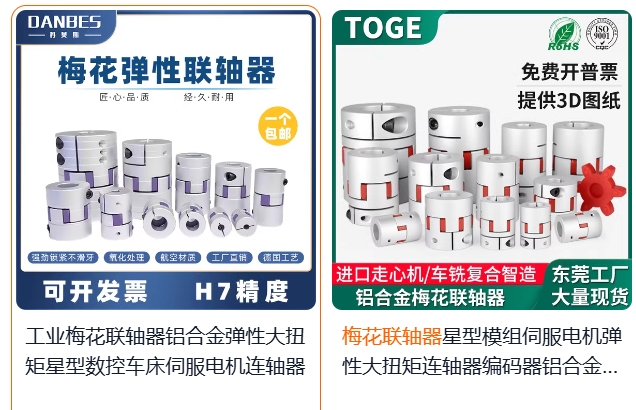 DANBES
丹英斯
梅花弹性联轴器
匠·心·品·质 经·久·耐·用
一个
包邮
强劲锁紧不滑牙 氧化处理 航空材质 工厂直销 德国工艺
可开发票 H7精度
工业梅花联轴器铝合金弹性大扭
矩星型数控车床伺服电机连轴器
TOGE
RoHS
ISO
9001
免费开普票
提供3D图纸
进口走心机/车铣复合智造
铝合金梅花联轴器
东莞工厂
大量现货
梅花联轴器星型模组伺服电机弹
性大扭矩连轴器编码器铝合金...